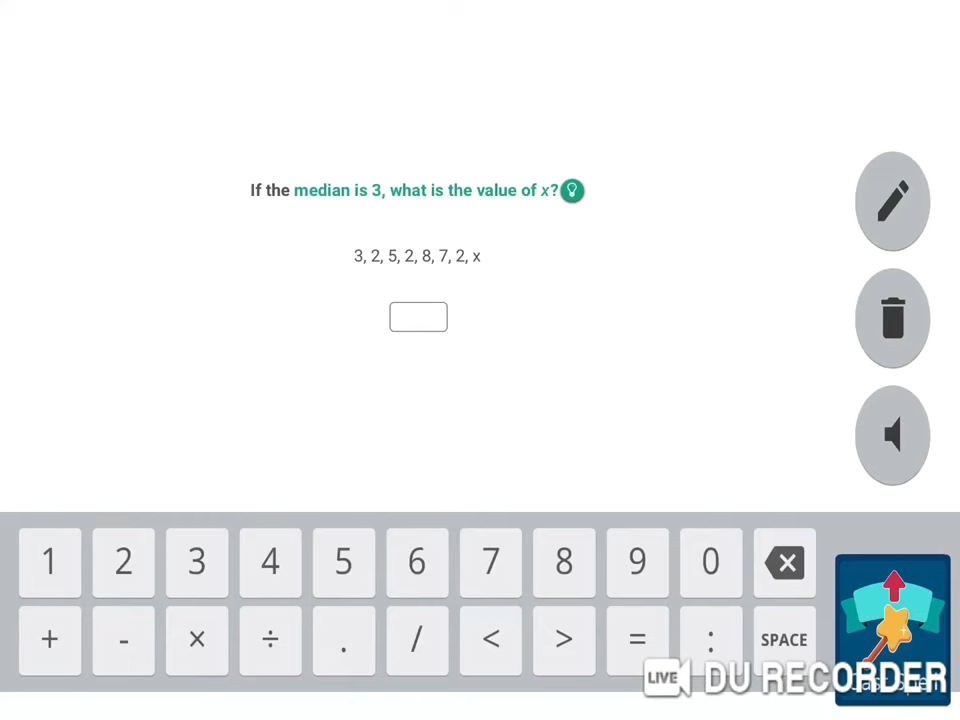 If the median is 3, what is the value of x?
3, 2, 5, 2, 8, 7, 2, x
1 2 3 4 5 6 7 8 9 0
+ - × ÷ . / < > = : SPACE
LIVE DU RECORDER